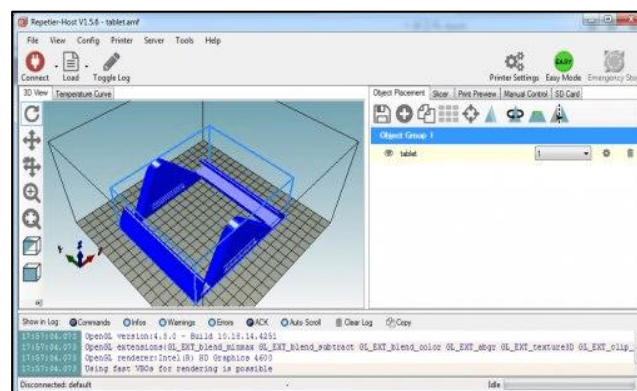 Repetier-Host V1.5.6 - tablet.amf
File View Config Printer Server Tools Help
Connect Load Toggle Log Printer Settings Easy Mode Emergency Stop
EASY
3D View Temperature Curve
Object Placement Slicer Print Preview Manual Control SD Card
Object Group 1
tablet 1
Show in Log: Commands Infos Warnings Errors ACK Auto Scroll Clear Log Copy
17:57:04.073 OpenGL version:4.3.0 - Build 10.18.14.4251
17:57:04.073 OpenGL extensions:GL_EXT_blend_minmax GL_EXT_blend_subtract GL_EXT_blend_color GL_EXT_abgr GL_EXT_texture3D GL_EXT_clip_
17:57:04.073 OpenGL renderer:Intel(R) HD Graphics 4600
17:57:04.073 Using fast VBOs for rendering is possible
Disconnected: default - Idle